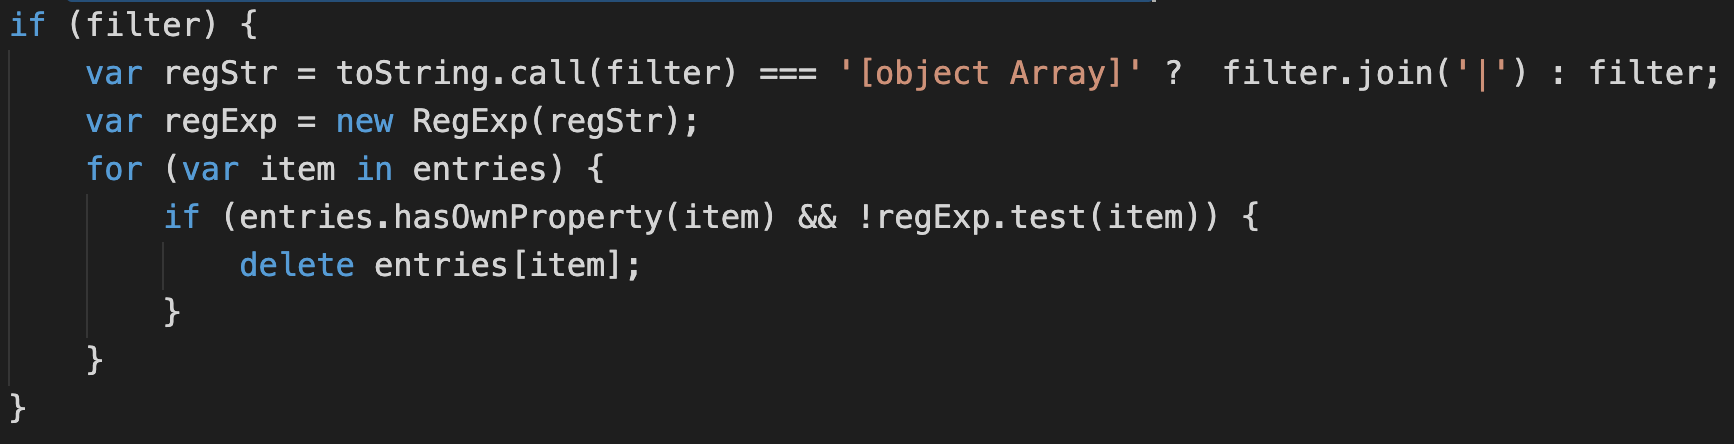 if (filter) {
    var regStr = toString.call(filter) === '[object Array]' ?  filter.join('|') : filter;
    var regExp = new RegExp(regStr);
    for (var item in entries) {
        if (entries.hasOwnProperty(item) && !regExp.test(item)) {
            delete entries[item];
        }
    }
}